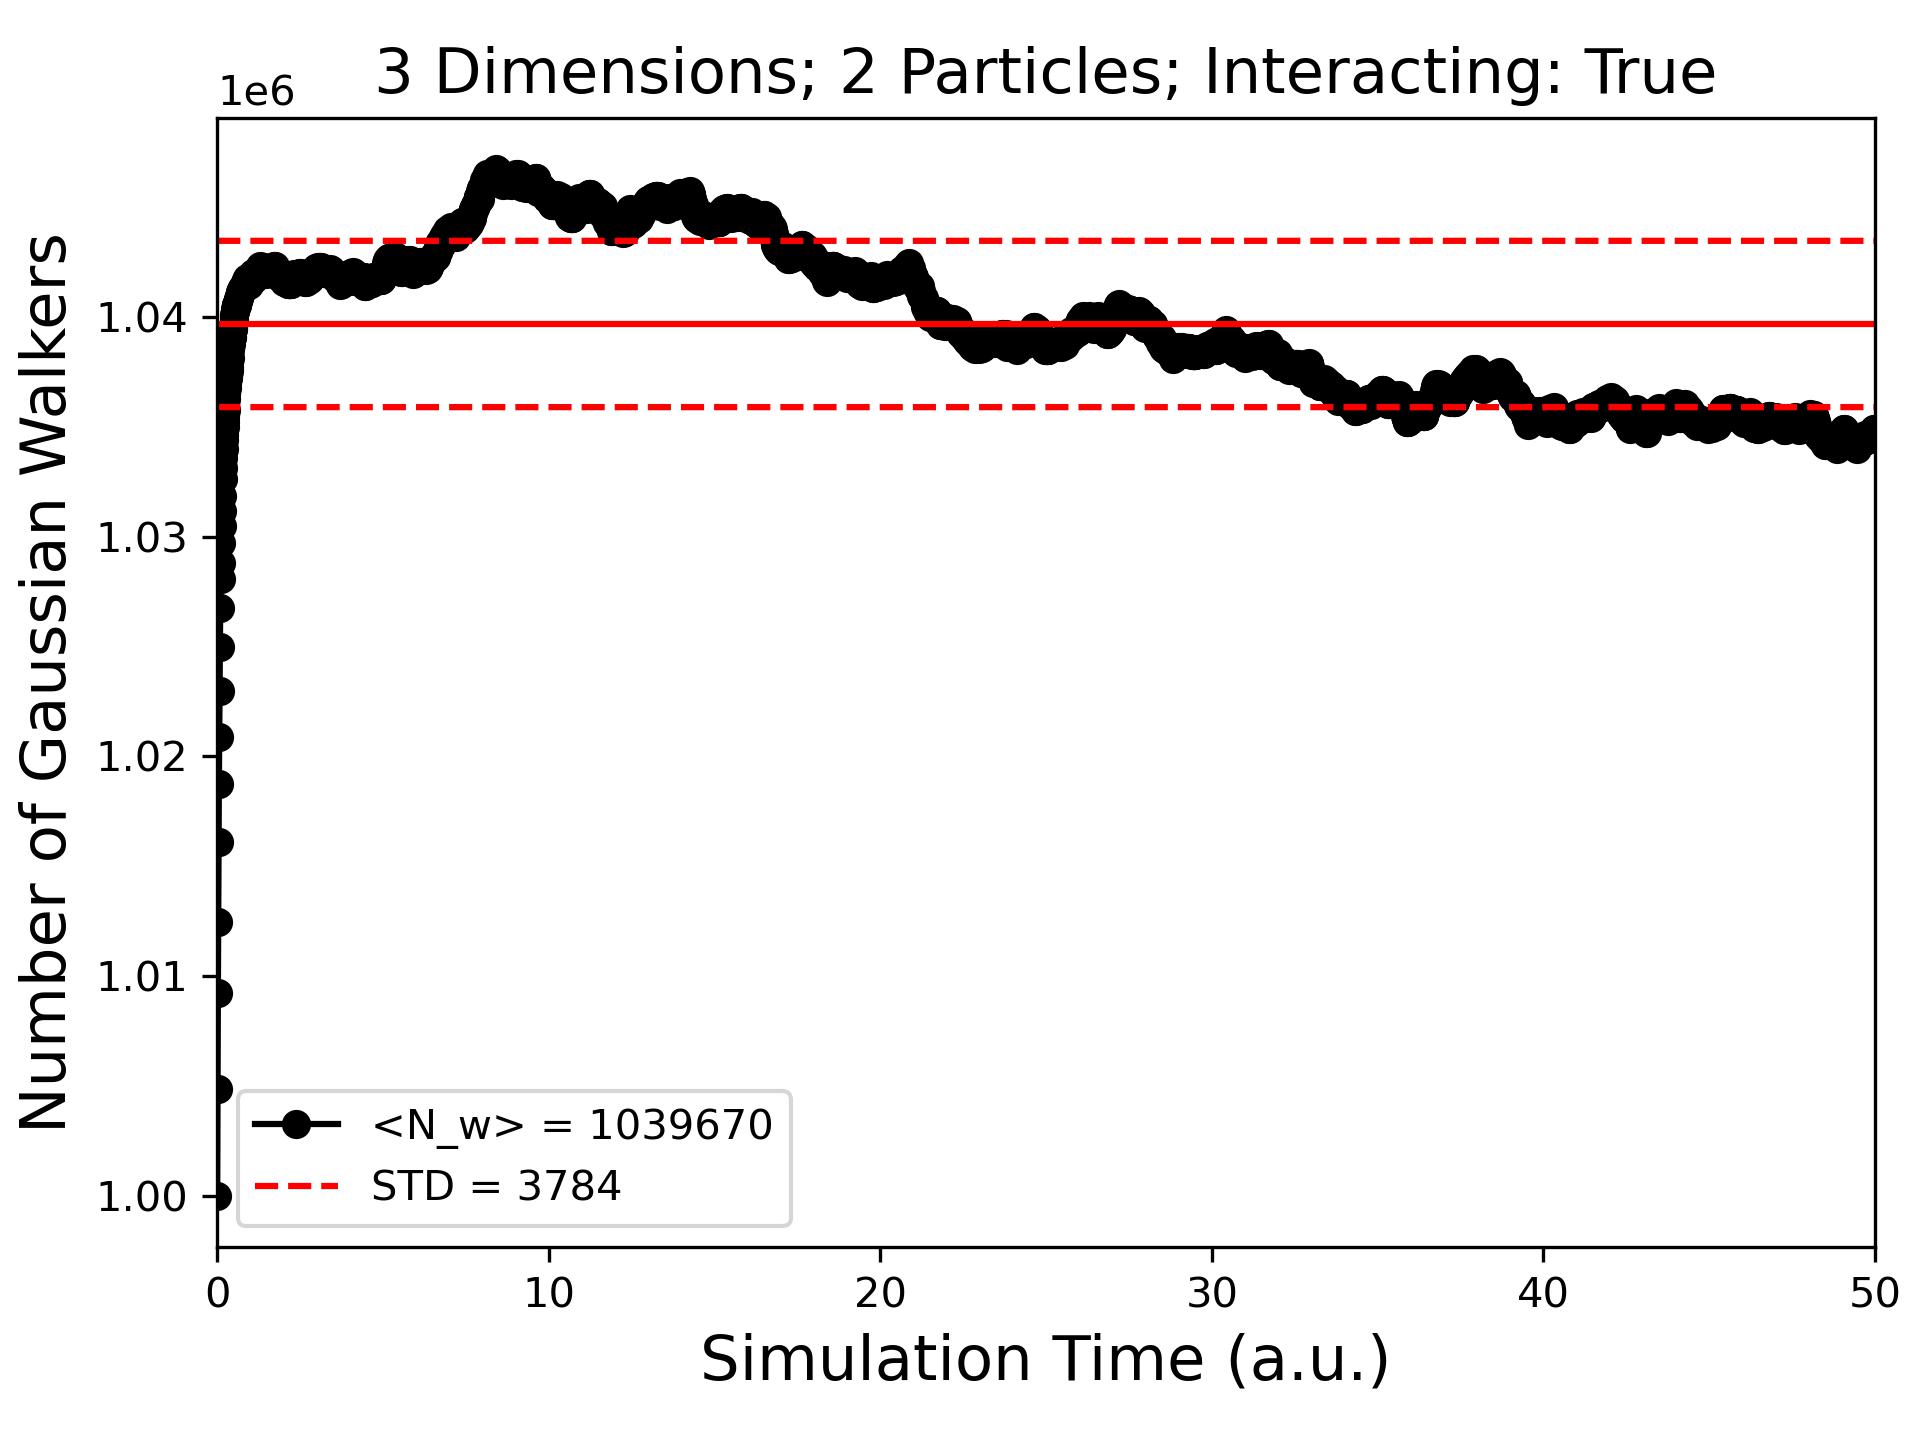 3 Dimensions; 2 Particles; Interacting: True
1e6
Number of Gaussian Walkers
1.04
1.03
1.02
1.01
1.00
<N_w> = 1039670
STD = 3784
0 10 20 30 40 50
Simulation Time (a.u.)